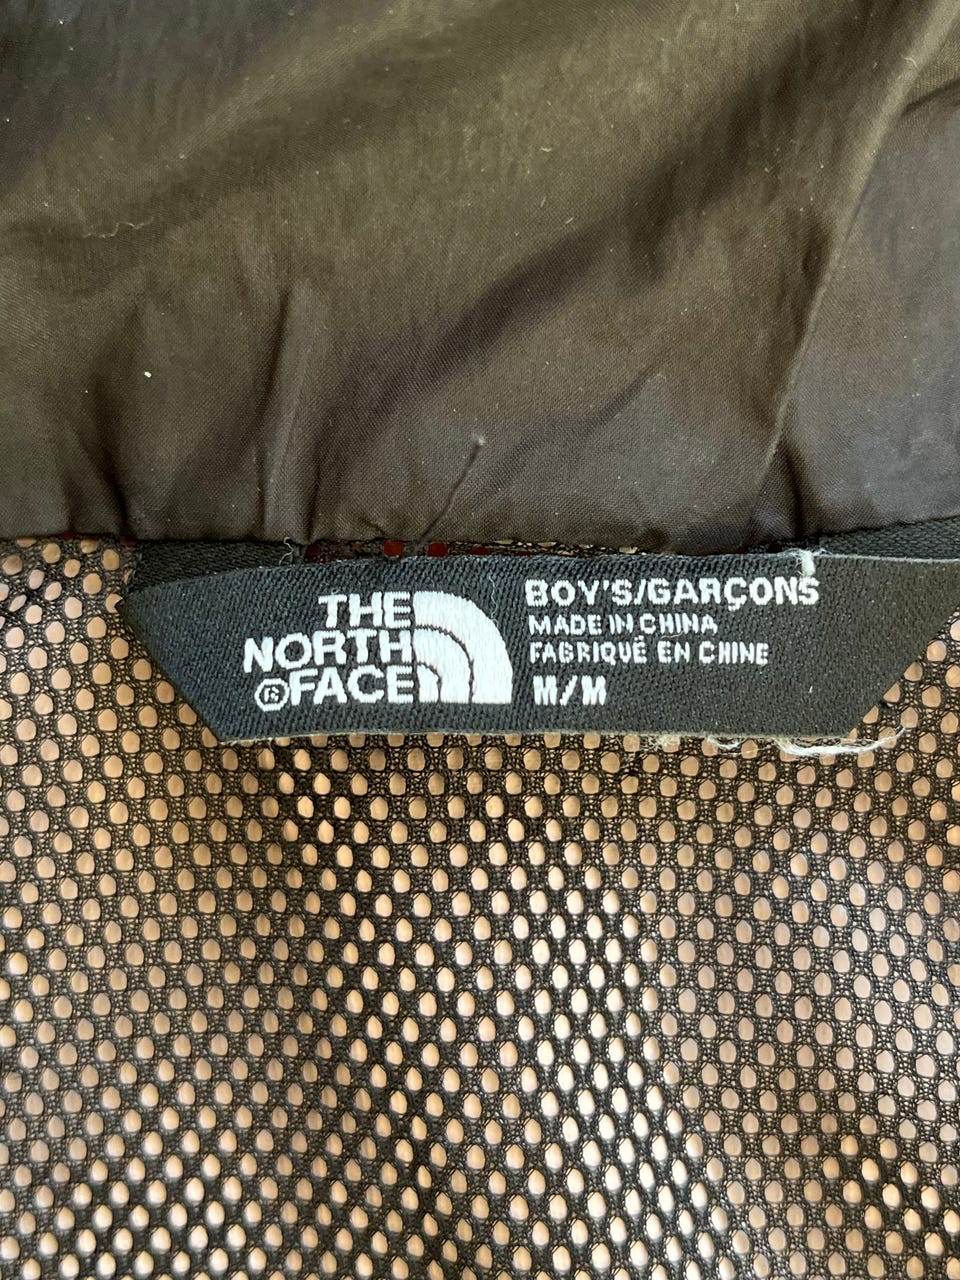 THE
NORTH
®FACE
BOY'S/GARÇONS
MADE IN CHINA
FABRIQUÉ EN CHINE
M/M